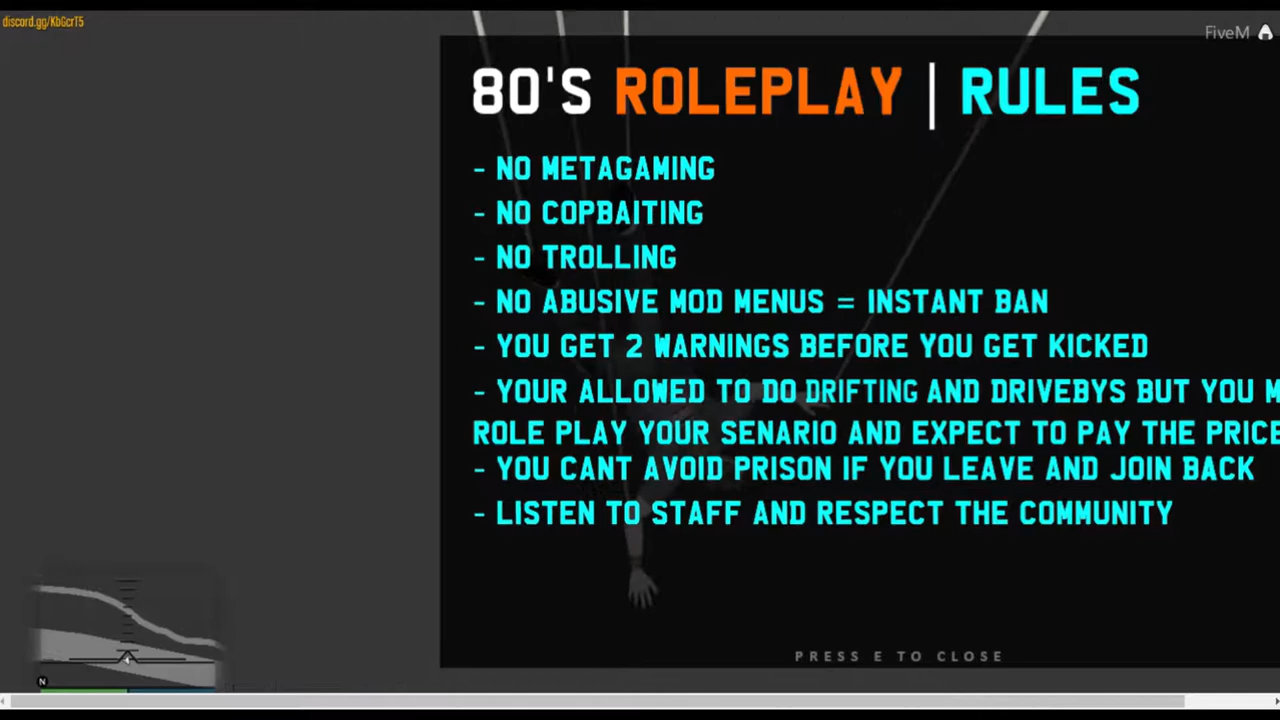 discord.gg/KbGcrT5
FiveM
80'S ROLEPLAY | RULES
- NO METAGAMING
- NO COPBAITING
- NO TROLLING
- NO ABUSIVE MOD MENUS = INSTANT BAN
- YOU GET 2 WARNINGS BEFORE YOU GET KICKED
- YOUR ALLOWED TO DO DRIFTING AND DRIVEBYS BUT YOU
ROLE PLAY YOUR SENARIO AND EXPECT TO PAY THE PRICE
- YOU CANT AVOID PRISON IF YOU LEAVE AND JOIN BACK
- LISTEN TO STAFF AND RESPECT THE COMMUNITY
PRESS E TO CLOSE
N